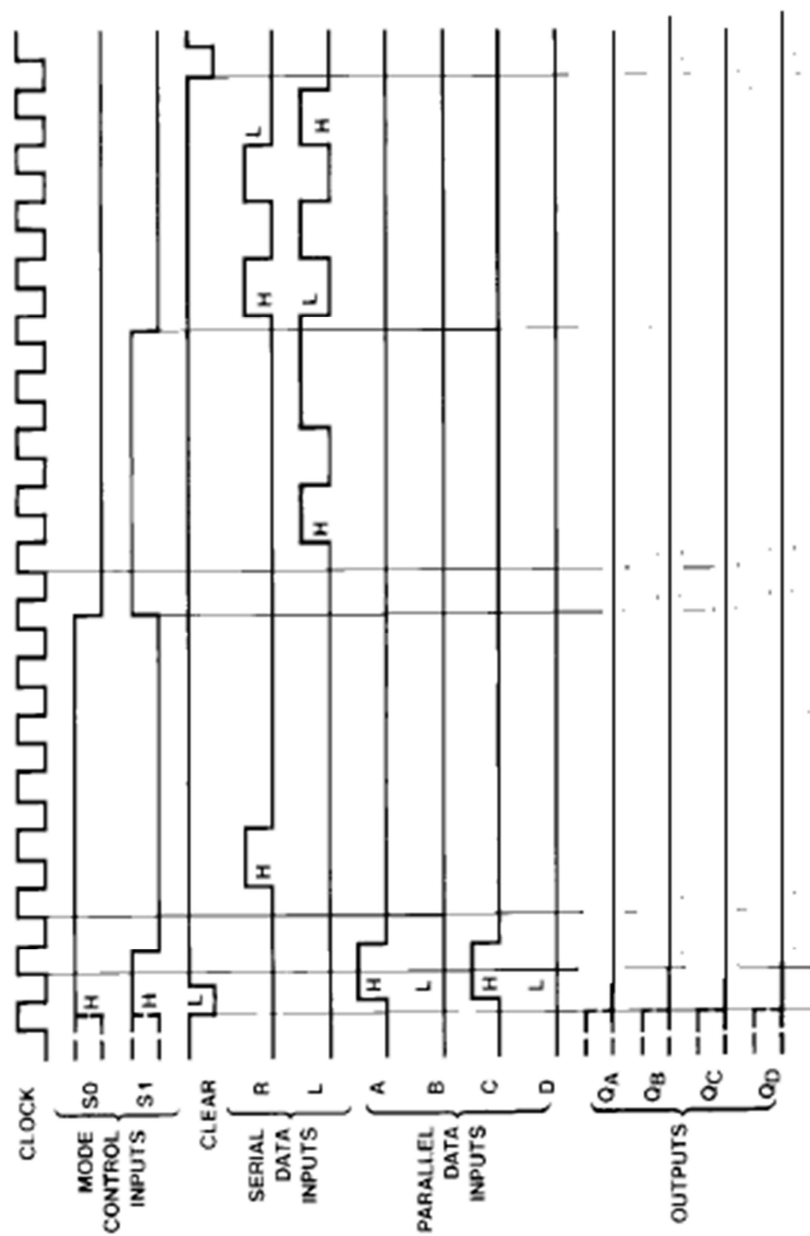 CLOCK
MODE
CONTROL
INPUTS
S0
H
S1
H
CLEAR
L
SERIAL
DATA
INPUTS
R
H
H
L
L
H
L
H
PARALLEL
DATA
INPUTS
A
H
B
L
C
H
D
L
OUTPUTS
QA
QB
QC
QD